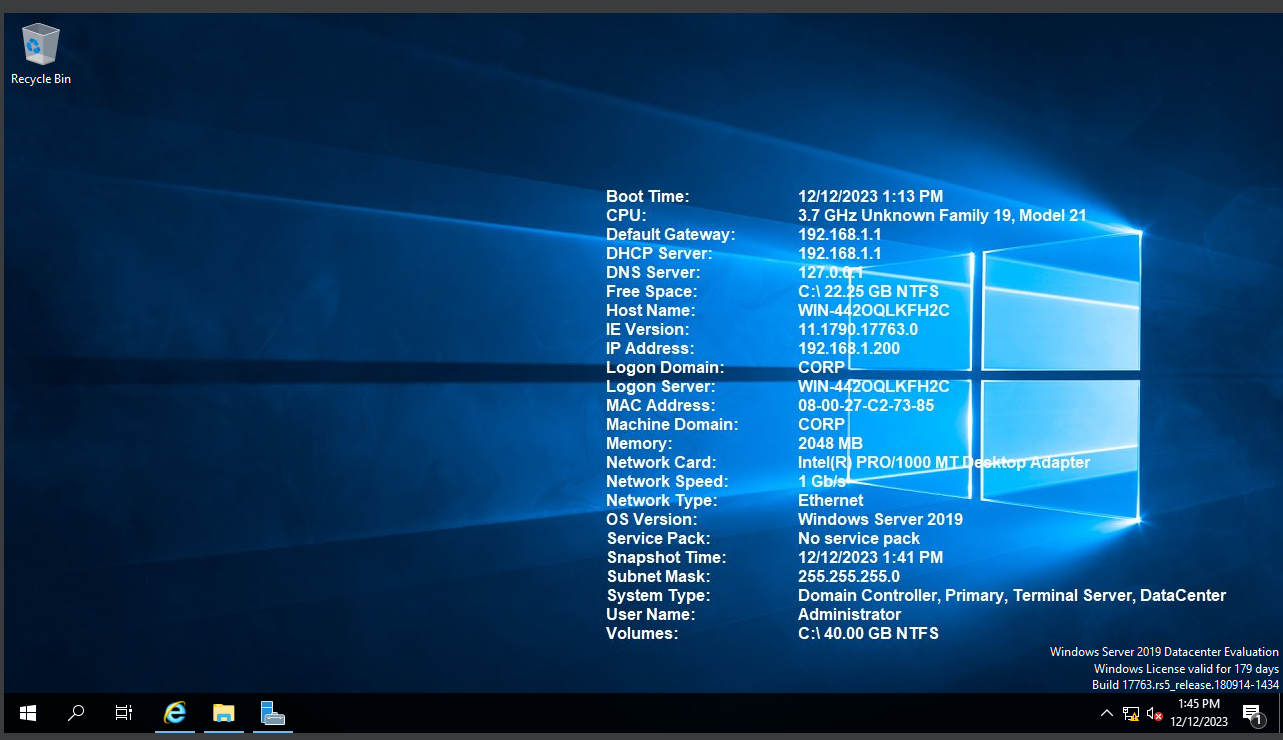 Recycle Bin
Boot Time: 12/12/2023 1:13 PM
CPU: 3.7 GHz Unknown Family 19, Model 21
Default Gateway: 192.168.1.1
DHCP Server: 192.168.1.1
DNS Server: 127.0.0.1
Free Space: C:\ 22.25 GB NTFS
Host Name: WIN-442OQLKFH2C
IE Version: 11.1790.17763.0
IP Address: 192.168.1.200
Logon Domain: CORP
Logon Server: WIN-442OQLKFH2C
MAC Address: 08-00-27-C2-73-85
Machine Domain: CORP
Memory: 2048 MB
Network Card: Intel(R) PRO/1000 MT Desktop Adapter
Network Speed: 1 Gb/s
Network Type: Ethernet
OS Version: Windows Server 2019
Service Pack: No service pack
Snapshot Time: 12/12/2023 1:41 PM
Subnet Mask: 255.255.255.0
System Type: Domain Controller, Primary, Terminal Server, DataCenter
User Name: Administrator
Volumes: C:\ 40.00 GB NTFS
Windows Server 2019 Datacenter Evaluation
Windows License valid for 179 days
Build 17763.rs5_release.180914-1434
1:45 PM
12/12/2023
1